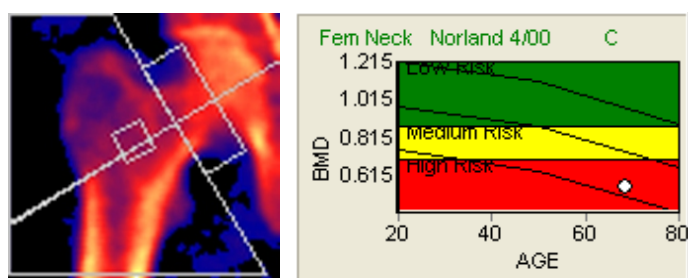 Fem Neck Norland 4/00 C
1.215
Low Risk
1.015
0.815
Medium Risk
BMD
0.615
High Risk
20 40 60 80
AGE